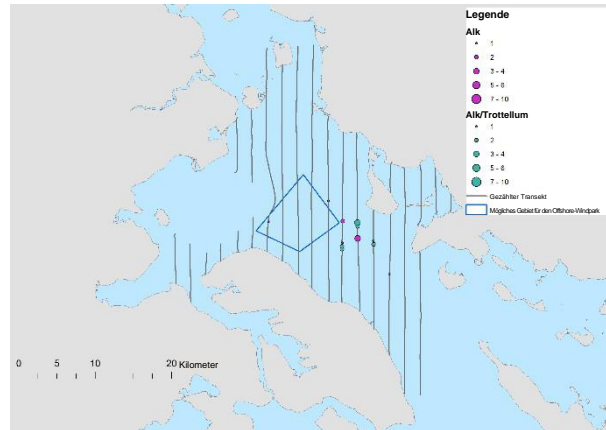 Legende
Alk
1
2
3 - 4
5 - 6
7 - 10
Alk/Trottellum
1
2
3 - 4
5 - 6
7 - 10
Gezählter Transekt
Mögliches Gebiet für den Offshore-Windpark
0 5 10 20 Kilometer